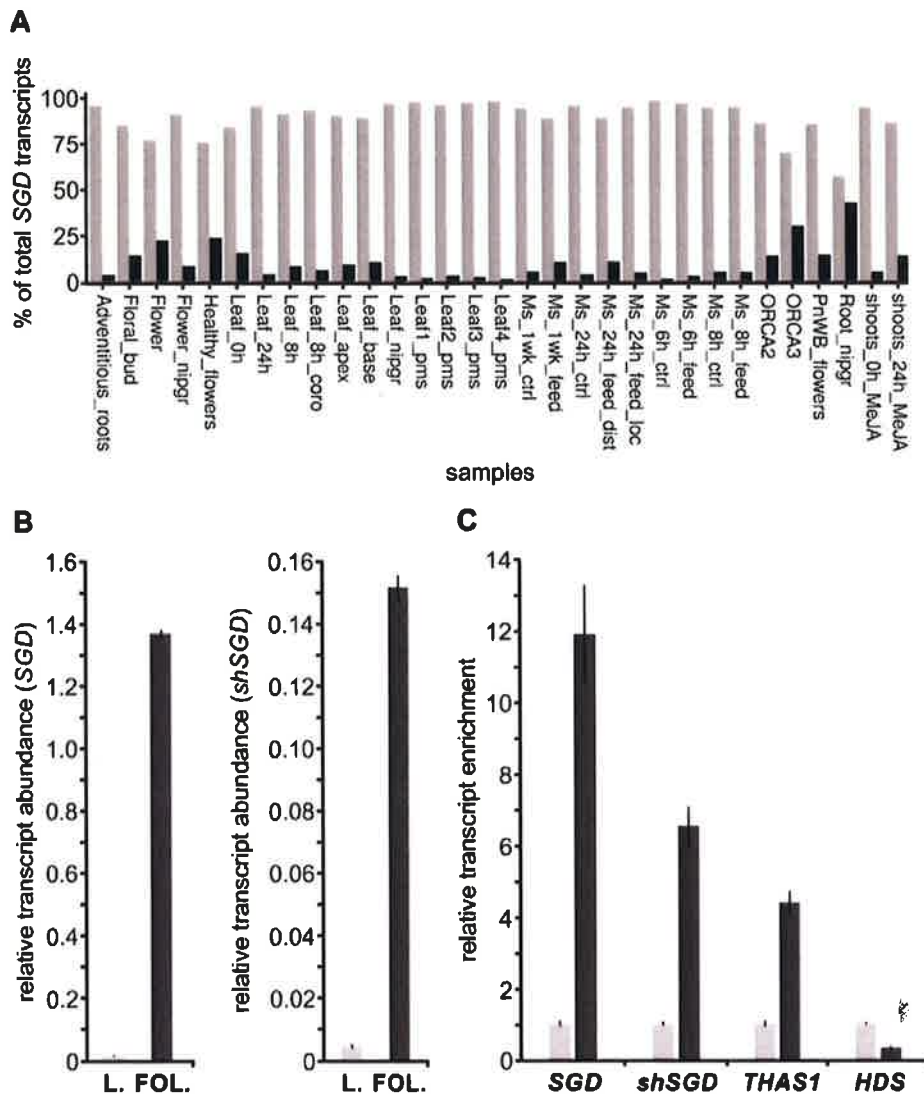 A
% of total SGD transcripts
100
75
50
25
0
Adventitious_roots
Floral_bud
Flower
Flower_nipgr
Healthy_flowers
Leaf_0h
Leaf_24h
Leaf_8h
Leaf_8h_coro
Leaf_apex
Leaf_base
Leaf_nipgr
Leaf1_pms
Leaf2_pms
Leaf3_pms
Leaf4_pms
Ms_1wk_ctrl
Ms_1wk_feed
Ms_24h_ctrl
Ms_24h_feed_dist
Ms_24h_feed_loc
Ms_6h_ctrl
Ms_6h_feed
Ms_8h_ctrl
Ms_8h_feed
ORCA2
ORCA3
PnWB_flowers
Root_nipgr
shoots_0h_MeJA
shoots_24h_MeJA
samples
B
relative transcript abundance (SGD)
1.6
1.4
1.2
1.0
0.8
0.6
0.4
0.2
0
L. FOL.
relative transcript abundance (shSGD)
0.16
0.14
0.16
0.10
0.08
0.06
0.04
0.02
0
L. FOL.
C
relative transcript enrichment
14
12
10
8
6
4
2
0
SGD shSGD THAS1 HDS